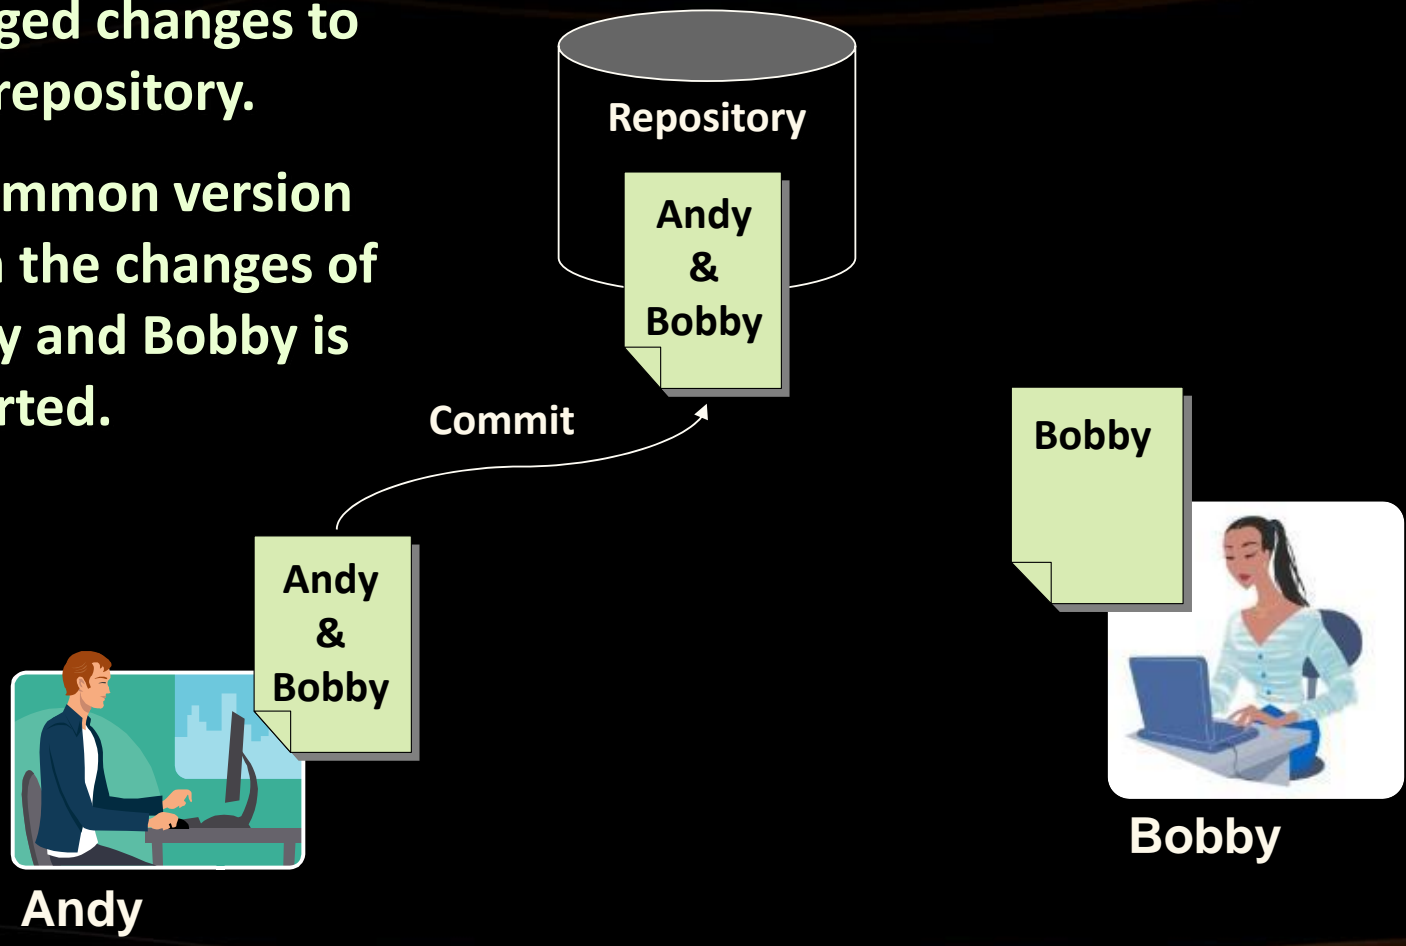 ged changes to
repository.
mmon version
the changes of
y and Bobby is
rted.
Repository
Andy
&
Bobby
Commit
Bobby
Andy
&
Bobby
Bobby
Andy